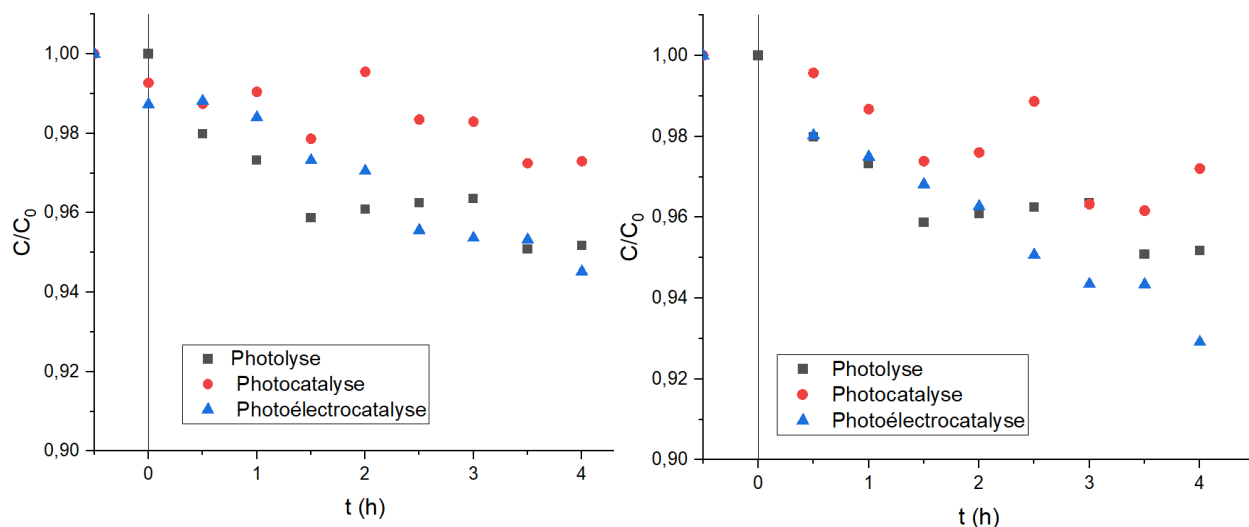 1,00
0,98
0,96
0,94
0,92
0,90
C/C0
0
1
2
3
4
t (h)
Photolyse
Photocatalyse
Photoélectrocatalyse
1,00
0,98
0,96
0,94
0,92
0,90
C/C0
0
1
2
3
4
t (h)
Photolyse
Photocatalyse
Photoélectrocatalyse